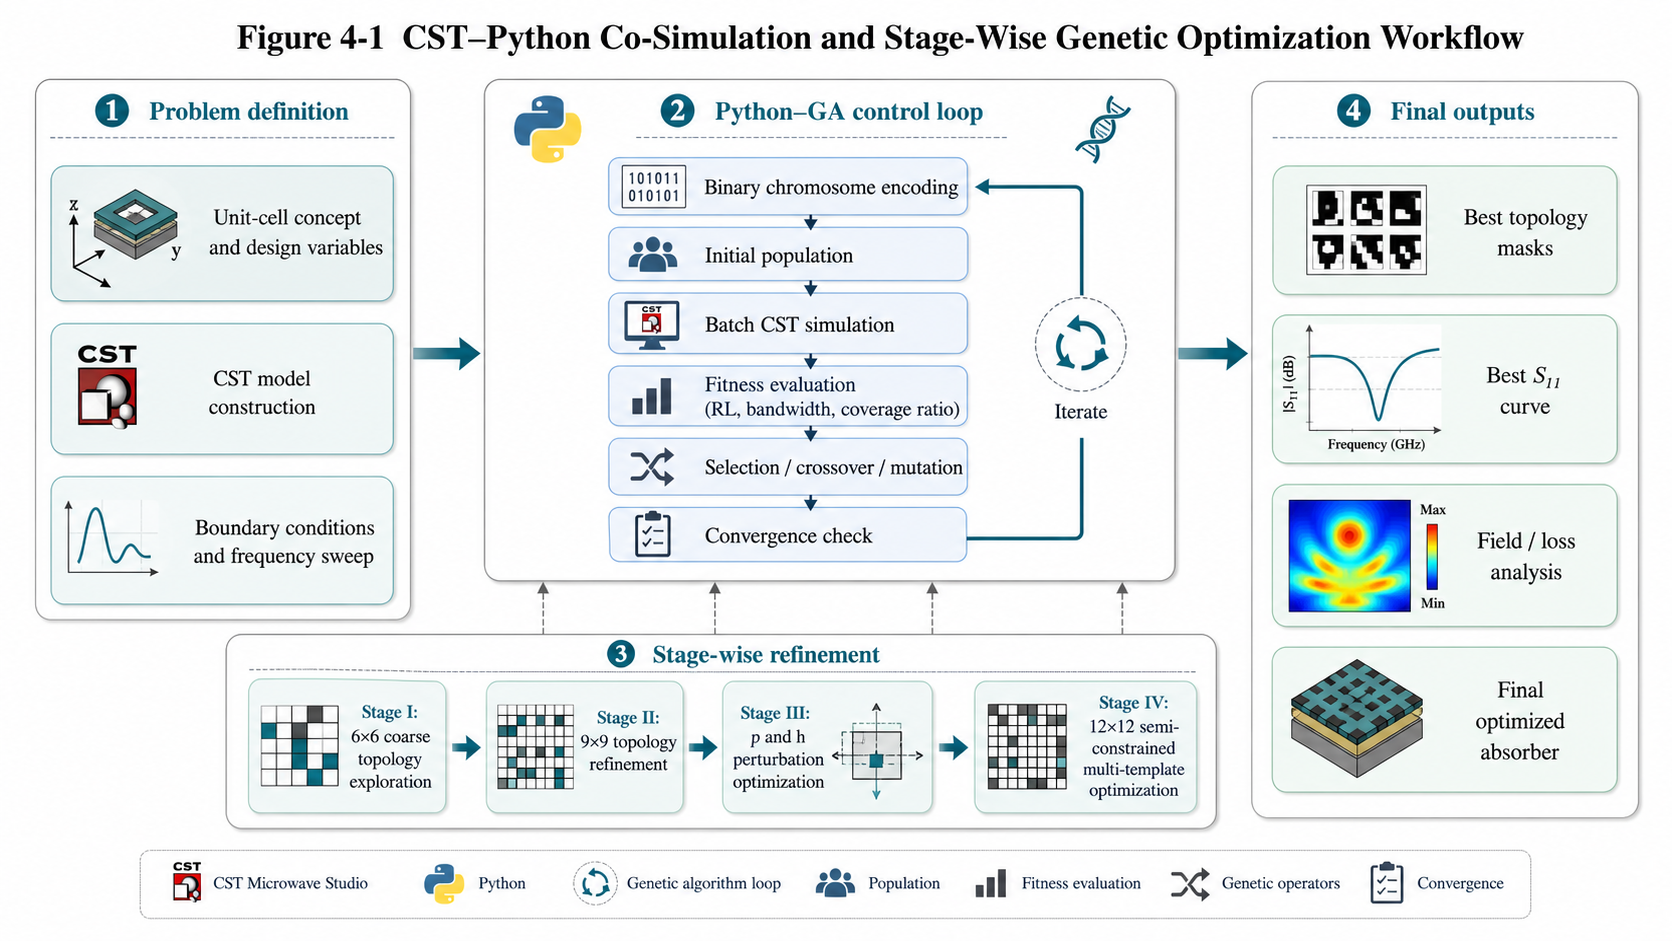 Figure 4-1 CST–Python Co-Simulation and Stage-Wise Genetic Optimization Workflow
1 Problem definition
z
y
Unit-cell concept
and design variables
CST
CST model
construction
Boundary conditions
and frequency sweep
2 Python–GA control loop
101011
010101
Binary chromosome encoding
Initial population
CST
Batch CST simulation
Fitness evaluation
(RL, bandwidth, coverage ratio)
Selection / crossover / mutation
Convergence check
Iterate
3 Stage-wise refinement
Stage I:
6×6 coarse
topology
exploration
Stage II:
9×9 topology
refinement
Stage III:
p and h
perturbation
optimization
Stage IV:
12×12 semi-
constrained
multi-template
optimization
4 Final outputs
Best topology
masks
|S11| (dB)
Frequency (GHz)
Best S11
curve
Max
Min
Field / loss
analysis
Final
optimized
absorber
CST
CST Microwave Studio
Python
Genetic algorithm loop
Population
Fitness evaluation
Genetic operators
Convergence